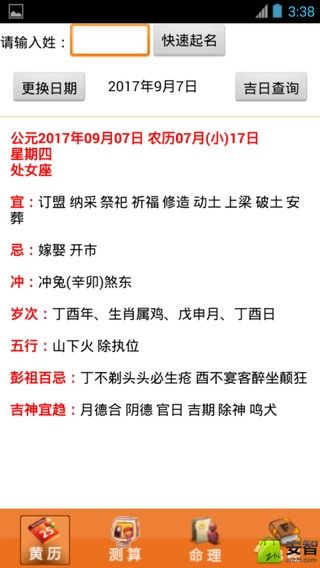 3:38
请输入姓： 快速起名
更换日期 2017年9月7日 吉日查询
公元2017年09月07日 农历07月(小)17日
星期四
处女座
宜：订盟 纳采 祭祀 祈福 修造 动土 上梁 破土 安
葬
忌：嫁娶 开市
冲：冲兔(辛卯)煞东
岁次：丁酉年、生肖属鸡、戊申月、丁酉日
五行：山下火 除执位
彭祖百忌：丁不剃头头必生疮 酉不宴客醉坐颠狂
吉神宜趋：月德合 阴德 官日 吉期 除神 鸣犬
25
黄历 测算 命理
安智